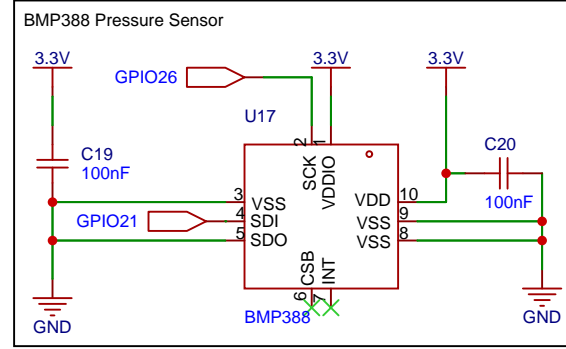 BMP388 Pressure Sensor
3.3V
3.3V
3.3V
GPIO26
U17
C19
100nF
2
1
SCK
VDDIO
C20
100nF
3
VSS
VDD
10
GPIO21
4
SDI
VSS
9
5
SDO
VSS
8
CSB
INT
6
7
BMP388
GND
GND